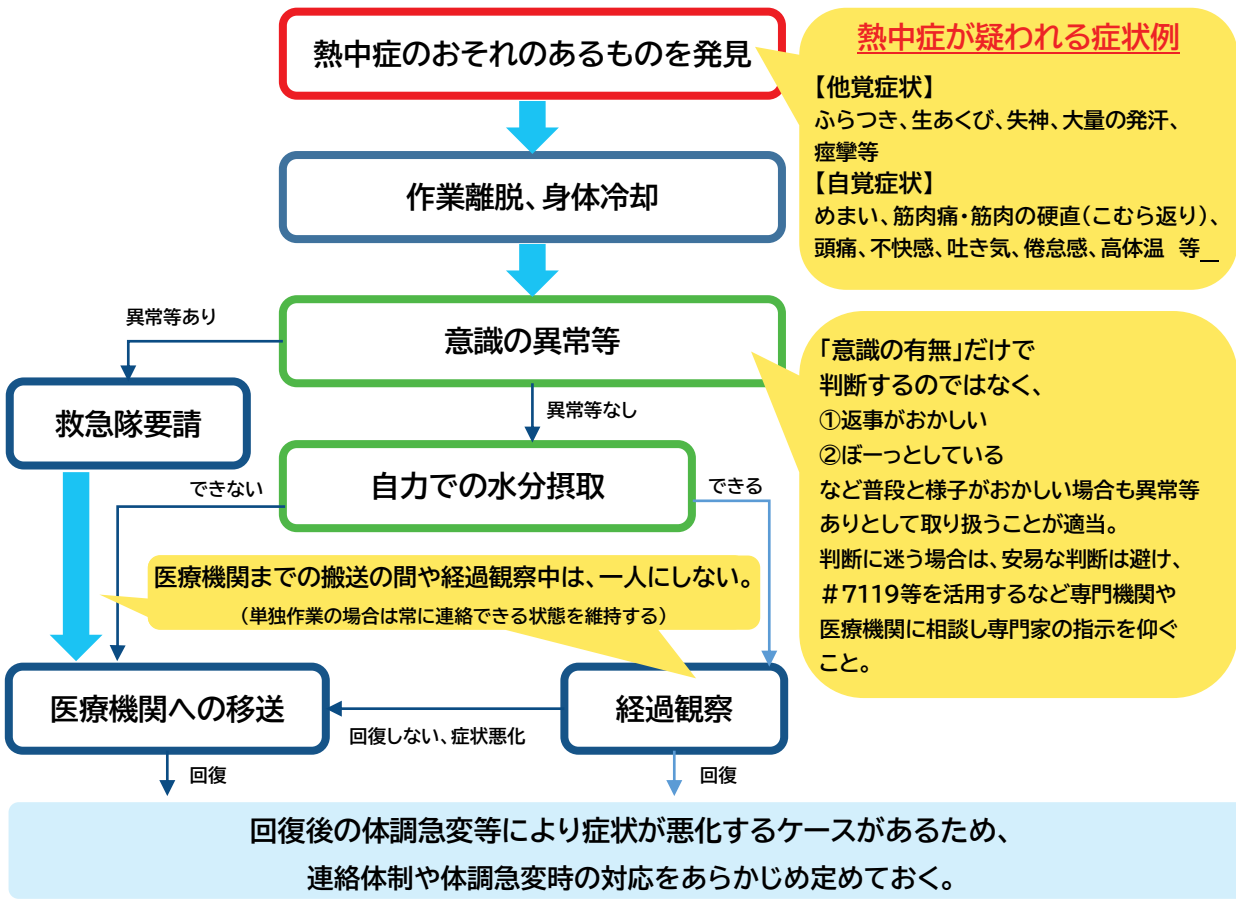 熱中症のおそれのあるものを発見
熱中症が疑われる症状例
【他覚症状】
ふらつき、生あくび、失神、大量の発汗、
痙攣等
【自覚症状】
めまい、筋肉痛・筋肉の硬直(こむら返り)、
頭痛、不快感、吐き気、倦怠感、高体温 等
作業離脱、身体冷却
異常等あり
意識の異常等
「意識の有無」だけで
判断するのではなく、
①返事がおかしい
②ぼーっとしている
など普段と様子がおかしい場合も異常等
ありとして取り扱うことが適当。
判断に迷う場合は、安易な判断は避け、
#7119等を活用するなど専門機関や
医療機関に相談し専門家の指示を仰ぐ
こと。
救急隊要請
異常等なし
できない
自力での水分摂取
できる
医療機関までの搬送の間や経過観察中は、一人にしない。
(単独作業の場合は常に連絡できる状態を維持する)
医療機関への移送
回復しない、症状悪化
経過観察
回復
回復
回復後の体調急変等により症状が悪化するケースがあるため、
連絡体制や体調急変時の対応をあらかじめ定めておく。